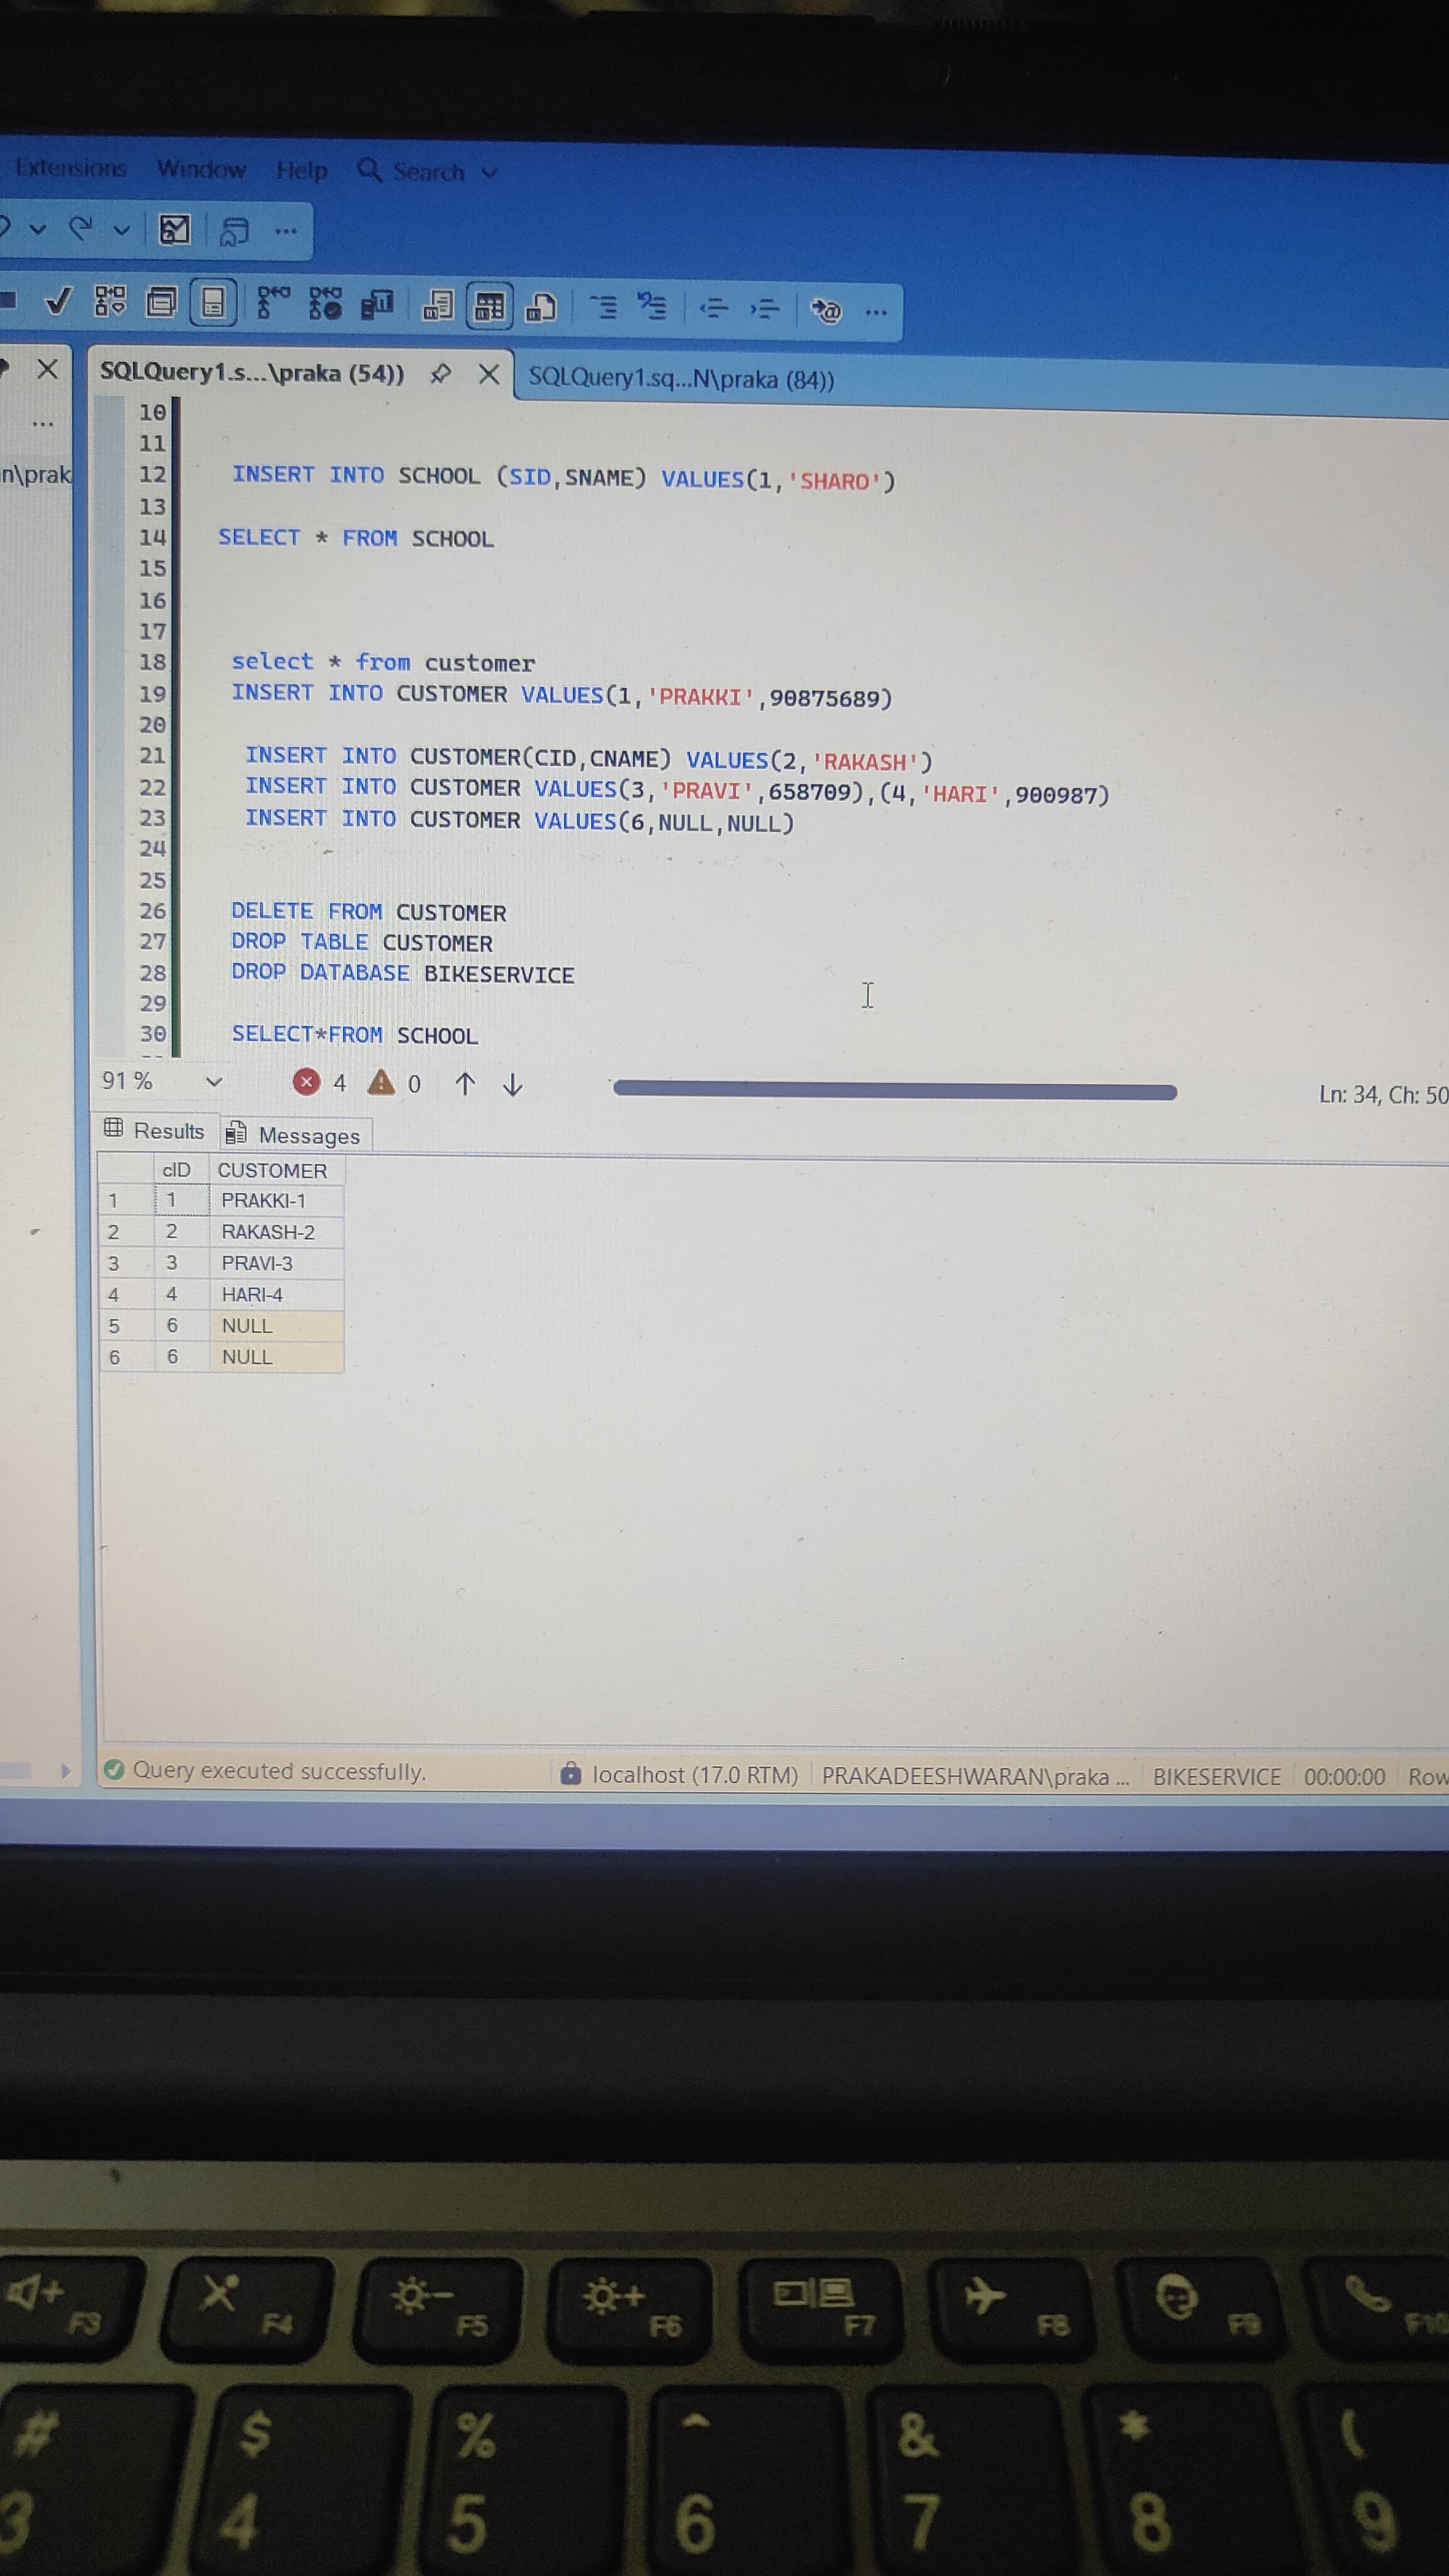 Extensions Window Help Search
SQLQuery1.s...\praka (54)) SQLQuery1.sq...N\praka (84))
...
n\prak
10
11
12 INSERT INTO SCHOOL (SID,SNAME) VALUES(1,'SHARO')
13
14 SELECT * FROM SCHOOL
15
16
17
18 select * from customer
19 INSERT INTO CUSTOMER VALUES(1,'PRAKKI',90875689)
20
21 INSERT INTO CUSTOMER(CID,CNAME) VALUES(2,'RAKASH')
22 INSERT INTO CUSTOMER VALUES(3,'PRAVI',658709),(4,'HARI',900987)
23 INSERT INTO CUSTOMER VALUES(6,NULL,NULL)
24
25
26 DELETE FROM CUSTOMER
27 DROP TABLE CUSTOMER
28 DROP DATABASE BIKESERVICE
29
30 SELECT*FROM SCHOOL
91 % 4 0 Ln: 34, Ch: 50
Results Messages
cID CUSTOMER
1 1 PRAKKI-1
2 2 RAKASH-2
3 3 PRAVI-3
4 4 HARI-4
5 6 NULL
6 6 NULL
Query executed successfully. localhost (17.0 RTM) PRAKADEESHWARAN\praka ... BIKESERVICE 00:00:00 Row
F3 F4 F5 F6 F7 F8 F9 F10
# $ % ^ & * (
3 4 5 6 7 8 9